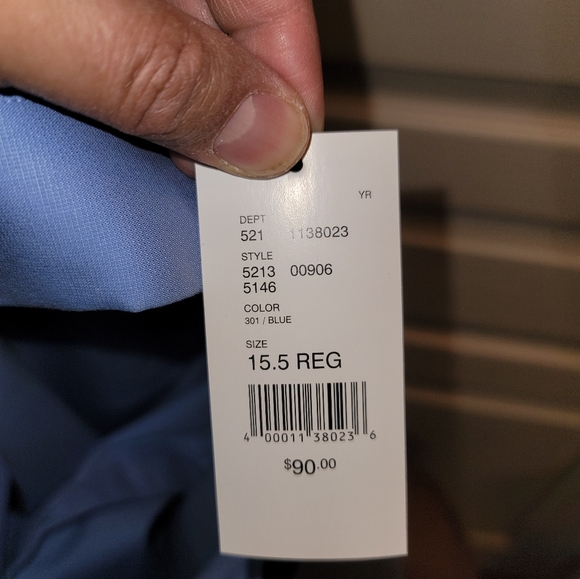 YR
DEPT
521 1138023
STYLE
5213 00906
5146
COLOR
301 / BLUE
SIZE
15.5 REG
4 00011 38023 6
$90.00